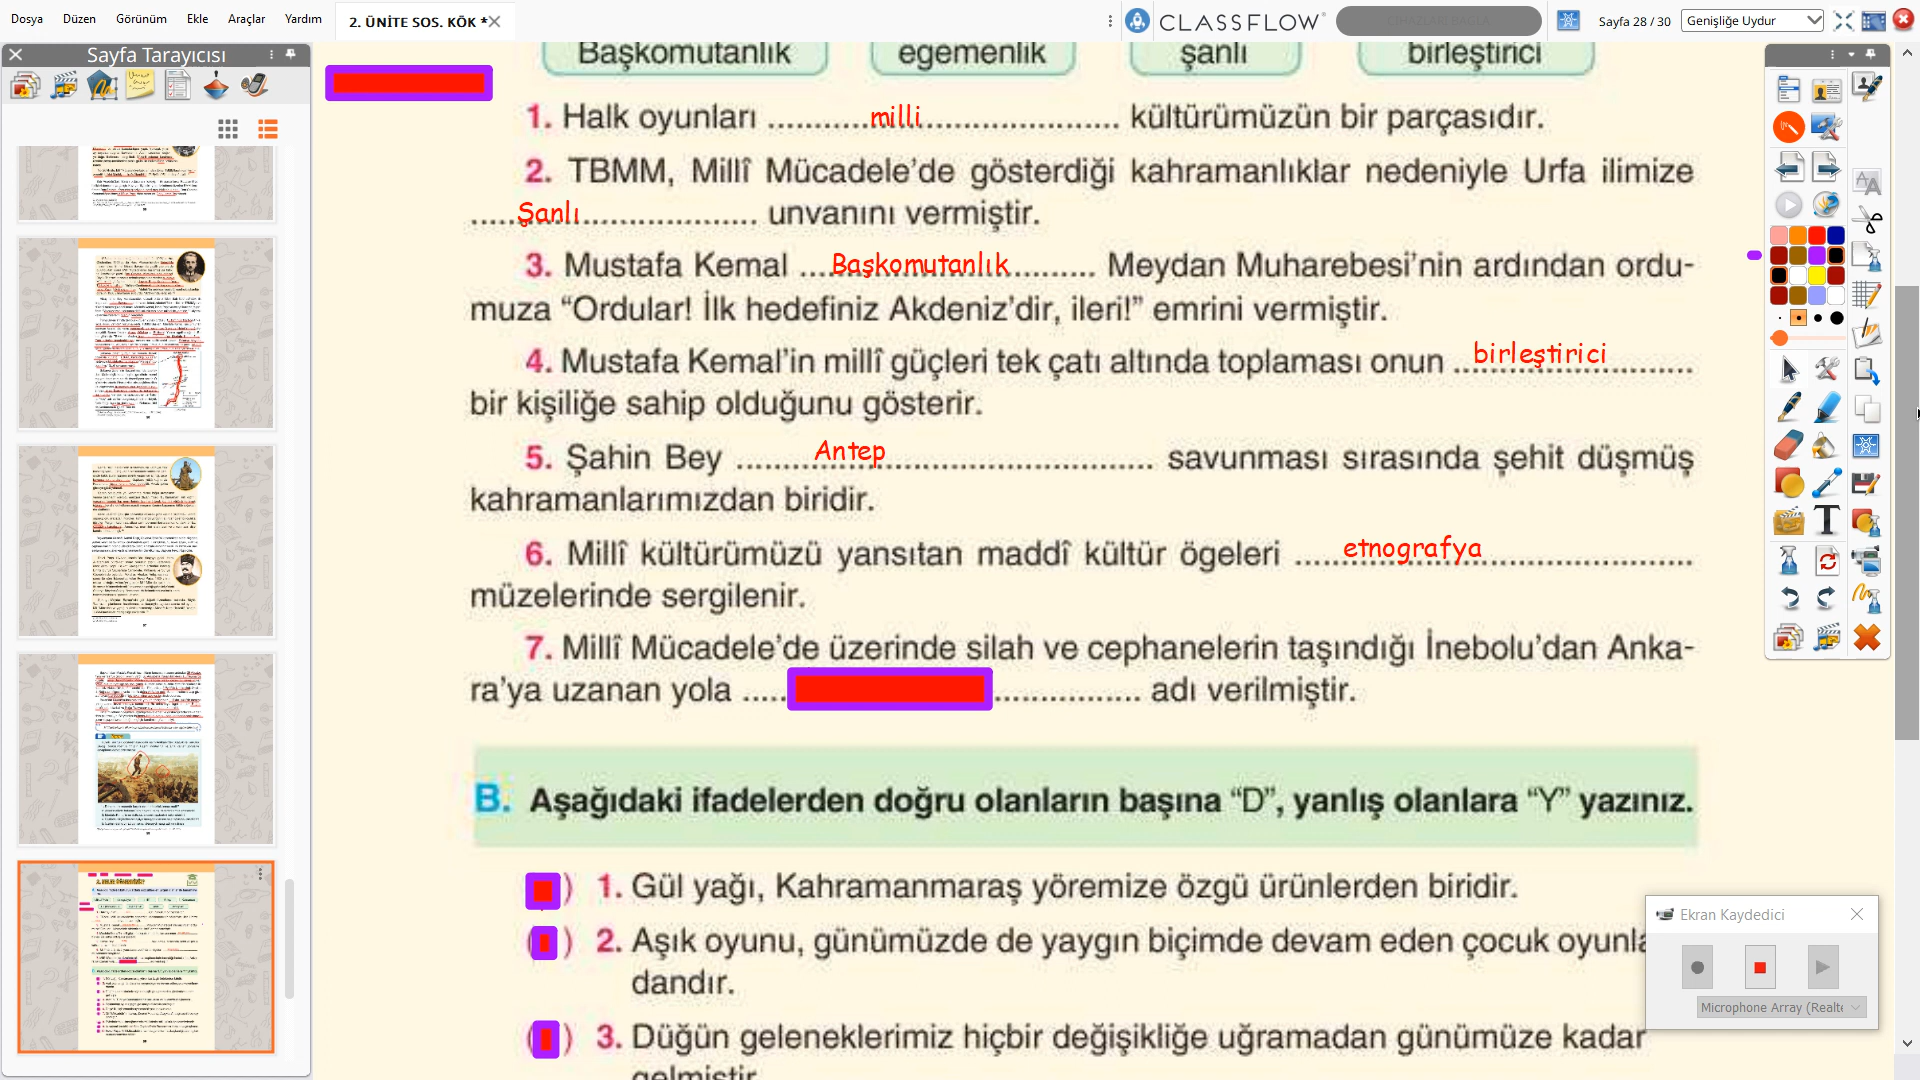 Dosya Düzen Görünüm Ekle Araçlar Yardım
2. ÜNİTE SOS. KÖK *
CLASSFLOW
Sayfa 28 / 30
Genişliğe Uydur
Sayfa Tarayıcısı
Başkomutanlık egemenlik şanlı birleştirici
1. Halk oyunları ...........milli..................... kültürümüzün bir parçasıdır.
2. TBMM, Millî Mücadele'de gösterdiği kahramanlıklar nedeniyle Urfa ilimize
.....Şanlı................... unvanını vermiştir.
3. Mustafa Kemal ....Başkomutanlık......... Meydan Muharebesi'nin ardından ordu-
muza “Ordular! İlk hedefiniz Akdeniz'dir, ileri!” emrini vermiştir.
4. Mustafa Kemal'in millî güçleri tek çatı altında toplaması onun birleştirici
bir kişiliğe sahip olduğunu gösterir.
5. Şahin Bey ........Antep............................ savunması sırasında şehit düşmüş
kahramanlarımızdan biridir.
6. Millî kültürümüzü yansıtan maddî kültür ögeleri .....etnografya......................
müzelerinde sergilenir.
7. Millî Mücadele'de üzerinde silah ve cephanelerin taşındığı İnebolu'dan Anka-
ra'ya uzanan yola ..... ................ adı verilmiştir.
B. Aşağıdaki ifadelerden doğru olanların başına “D”, yanlış olanlara “Y” yazınız.
) 1. Gül yağı, Kahramanmaraş yöremize özgü ürünlerden biridir.
( ) 2. Aşık oyunu, günümüzde de yaygın biçimde devam eden çocuk oyunla
dandır.
( ) 3. Düğün geleneklerimiz hiçbir değişikliğe uğramadan günümüze kadar
gelmiştir.
Ekran Kaydedici
Microphone Array (Realte